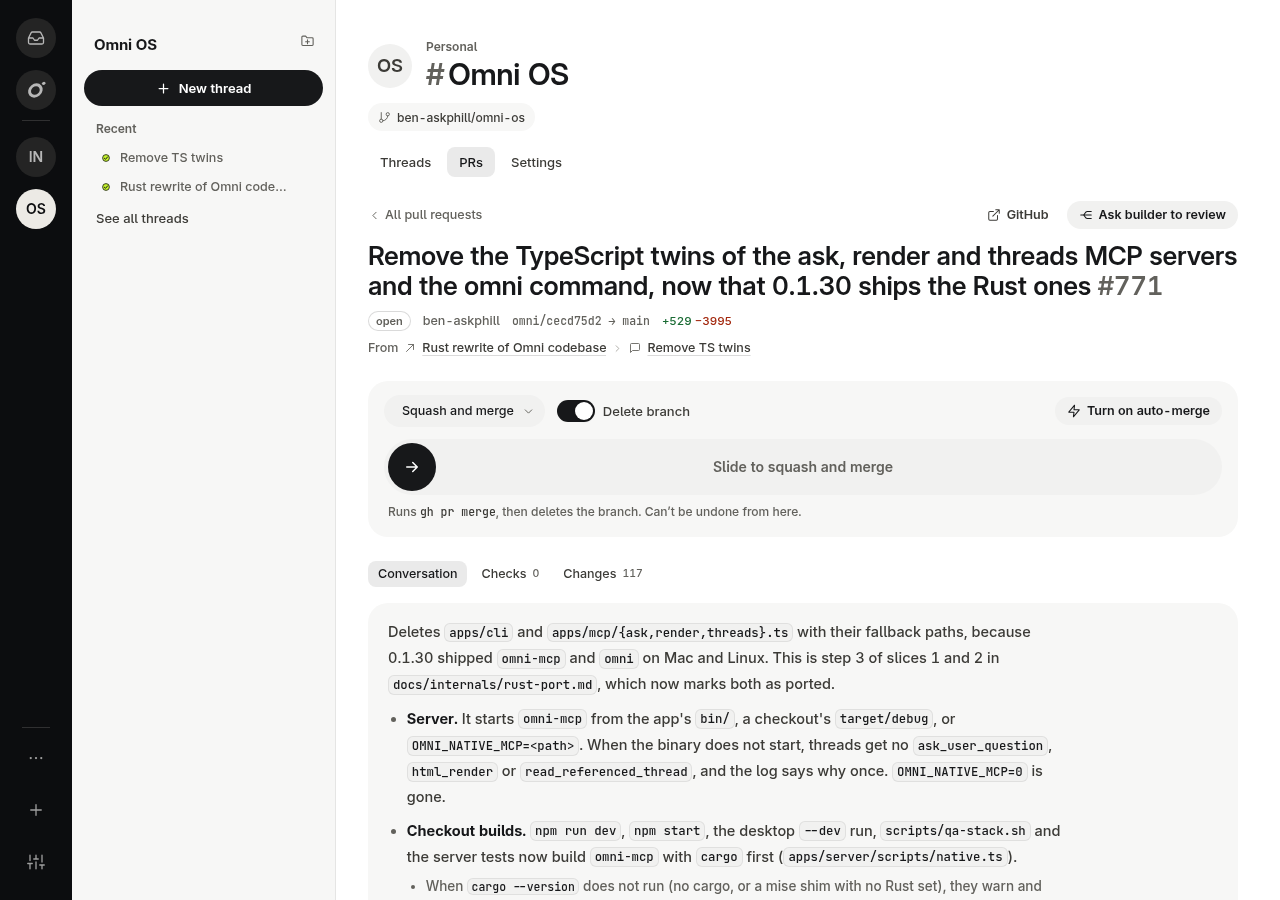 Omni OS
New thread
Recent
Remove TS twins
Rust rewrite of Omni code...
See all threads
IN
OS
OS
Personal
#Omni OS
ben-askphill/omni-os
Threads
PRs
Settings
All pull requests
GitHub
Ask builder to review
Remove the TypeScript twins of the ask, render and threads MCP servers
and the omni command, now that 0.1.30 ships the Rust ones #771
open ben-askphill omni/cecd75d2 → main +529 −3995
From ↗ Rust rewrite of Omni codebase › Remove TS twins
Squash and merge
Delete branch
Turn on auto-merge
Slide to squash and merge
Runs gh pr merge, then deletes the branch. Can’t be undone from here.
Conversation
Checks 0
Changes 117
Deletes apps/cli and apps/mcp/{ask,render,threads}.ts with their fallback paths, because
0.1.30 shipped omni-mcp and omni on Mac and Linux. This is step 3 of slices 1 and 2 in
docs/internals/rust-port.md, which now marks both as ported.
• Server. It starts omni-mcp from the app's bin/, a checkout's target/debug, or
OMNI_NATIVE_MCP=<path>. When the binary does not start, threads get no ask_user_question,
html_render or read_referenced_thread, and the log says why once. OMNI_NATIVE_MCP=0 is
gone.
• Checkout builds. npm run dev, npm start, the desktop --dev run, scripts/qa-stack.sh and
the server tests now build omni-mcp with cargo first (apps/server/scripts/native.ts).
• When cargo --version does not run (no cargo, or a mise shim with no Rust set), they warn and